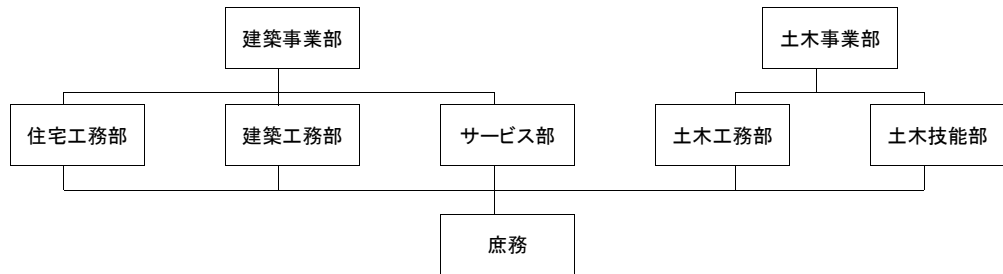 建築事業部
土木事業部
住宅工務部
建築工務部
サービス部
土木工務部
土木技能部
庶務